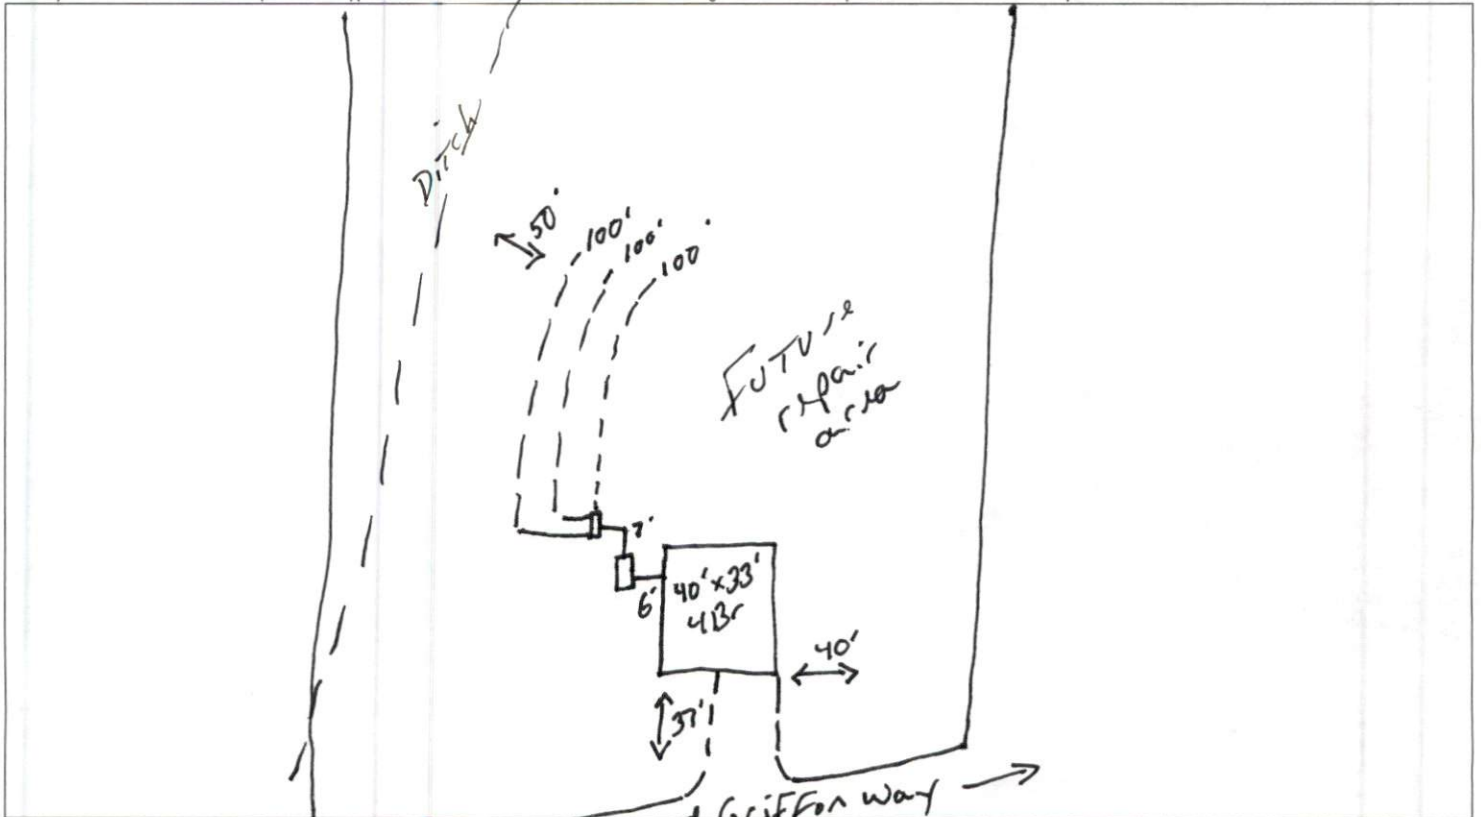 Ditch
50'
100'
100'
100'
Future
repair
area
7'
6'
40'x33'
4Br
40'
37'
Griffon Way